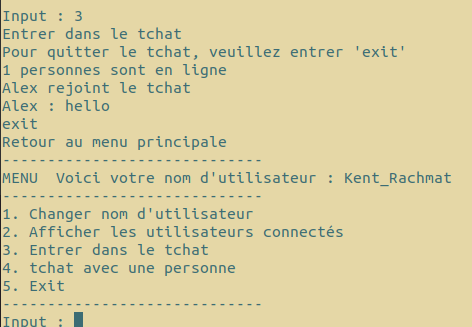 Input : 3
Entrer dans le tchat
Pour quitter le tchat, veuillez entrer 'exit'
1 personnes sont en ligne
Alex rejoint le tchat
Alex : hello
exit
Retour au menu principale
-----------------------------
MENU  Voici votre nom d'utilisateur : Kent_Rachmat
-----------------------------
1. Changer nom d'utilisateur
2. Afficher les utilisateurs connectés
3. Entrer dans le tchat
4. tchat avec une personne
5. Exit
-----------------------------
Input :